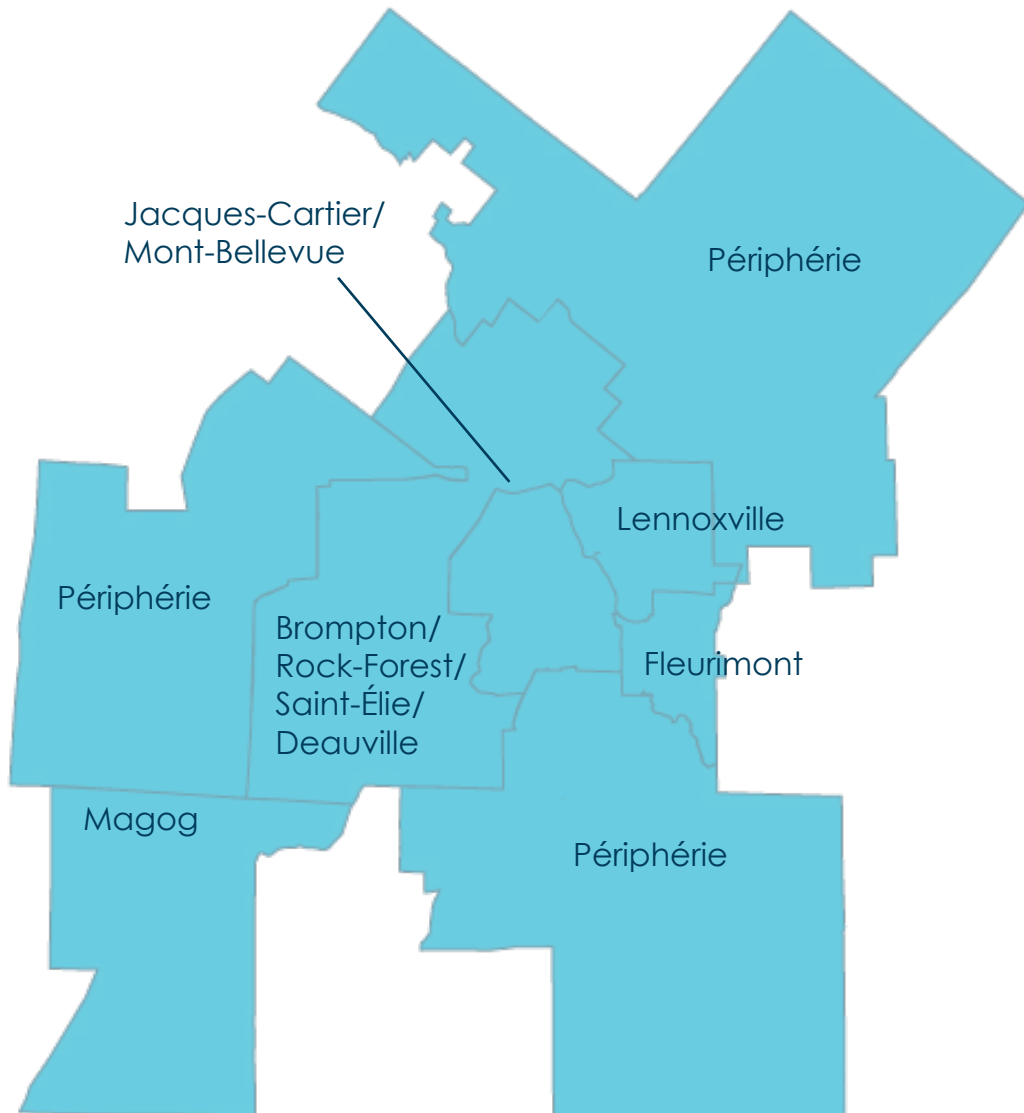 Jacques-Cartier/
Mont-Bellevue
Périphérie
Lennoxville
Périphérie
Brompton/
Rock-Forest/
Saint-Élie/
Deauville
Fleurimont
Magog
Périphérie